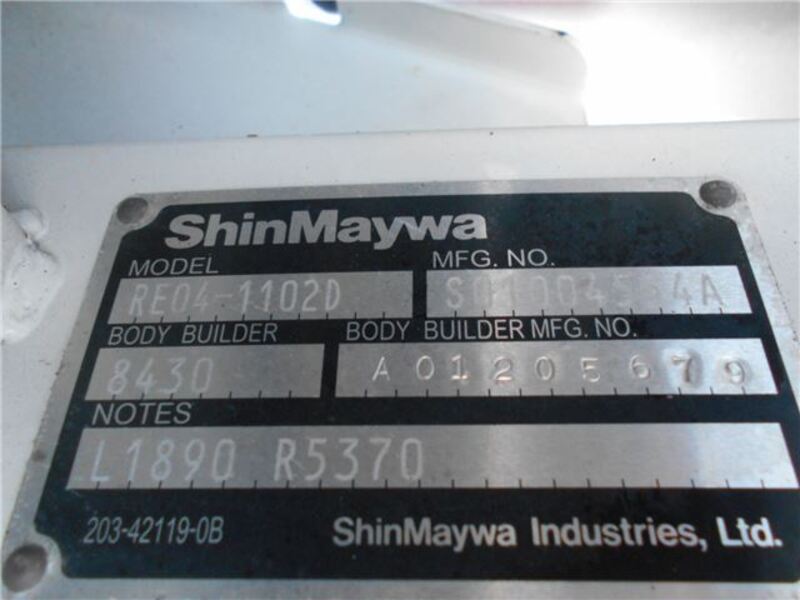 ShinMaywa
MODEL MFG. NO.
RE04-1102D
BODY BUILDER BODY BUILDER MFG. NO.
8430 A01205679
NOTES
L1890 R5370
203-42119-0B ShinMaywa Industries, Ltd.